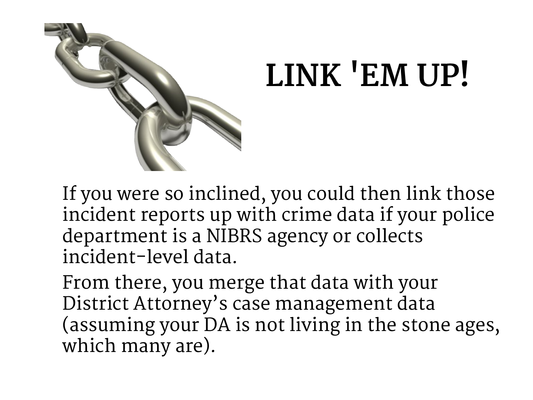 LINK 'EM UP!
If you were so inclined, you could then link those
incident reports up with crime data if your police
department is a NIBRS agency or collects
incident-level data.
From there, you merge that data with your
District Attorney’s case management data
(assuming your DA is not living in the stone ages,
which many are).